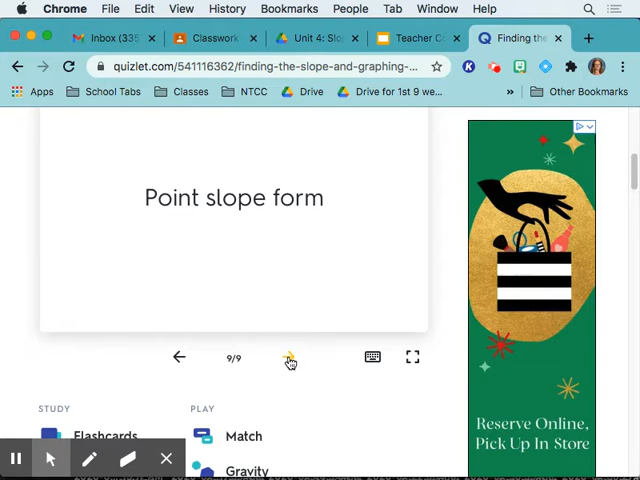 Chrome File Edit View History Bookmarks People Tab Window Help
Inbox (335 Classwork Unit 4: Slo Teacher C Finding the
quizlet.com/541116362/finding-the-slope-and-graphing-...
Apps School Tabs Classes NTCC Drive Drive for 1st 9 we... » Other Bookmarks
Point slope form
9/9
STUDY PLAY
Flashcards Match
Gravity
Reserve Online,
Pick Up In Store